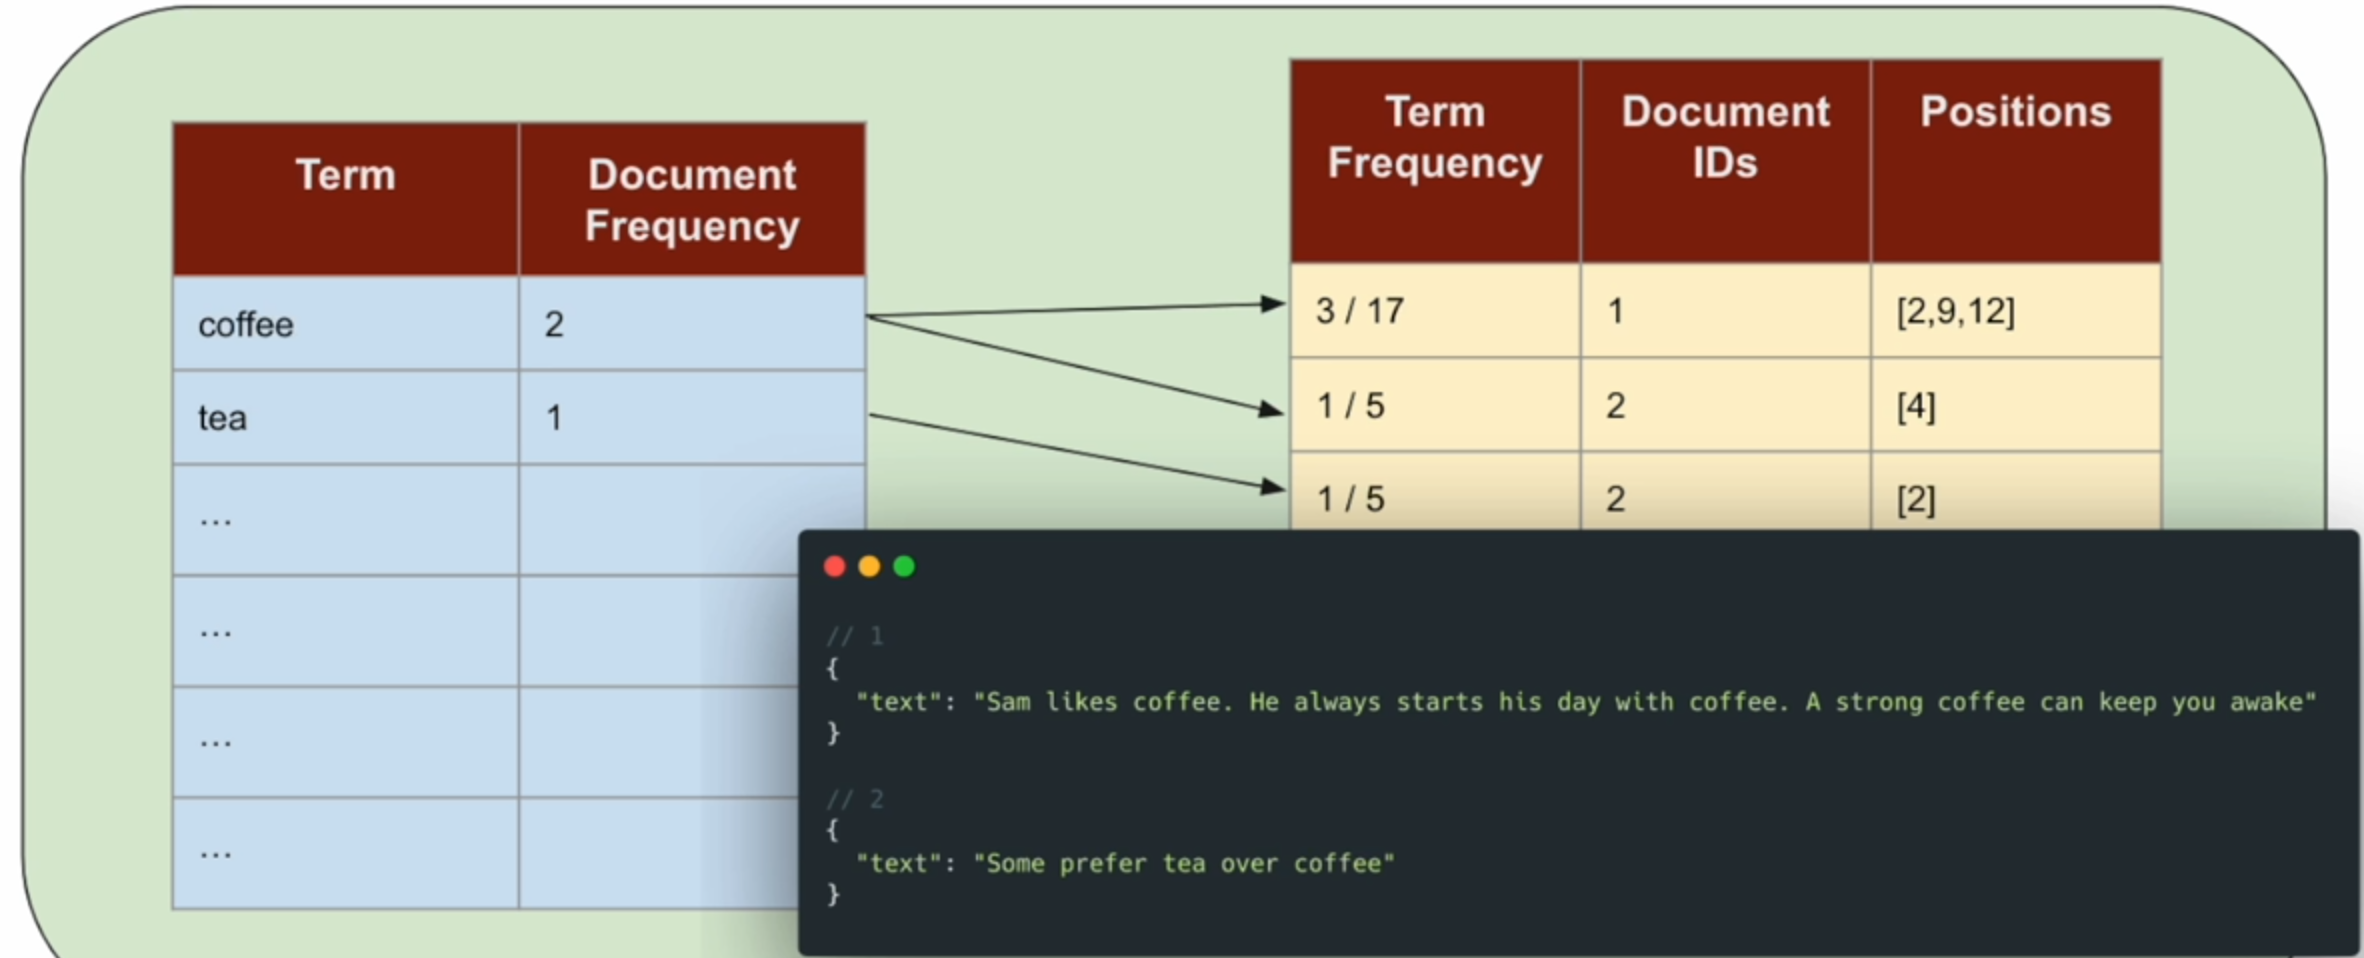 Term
Document
Frequency
coffee
2
tea
1
...
...
...
...
Term
Frequency
Document
IDs
Positions
3 / 17
1
[2,9,12]
1 / 5
2
[4]
1 / 5
2
[2]
// 1
{
"text": "Sam likes coffee. He always starts his day with coffee. A strong coffee can keep you awake"
}
// 2
{
"text": "Some prefer tea over coffee"
}